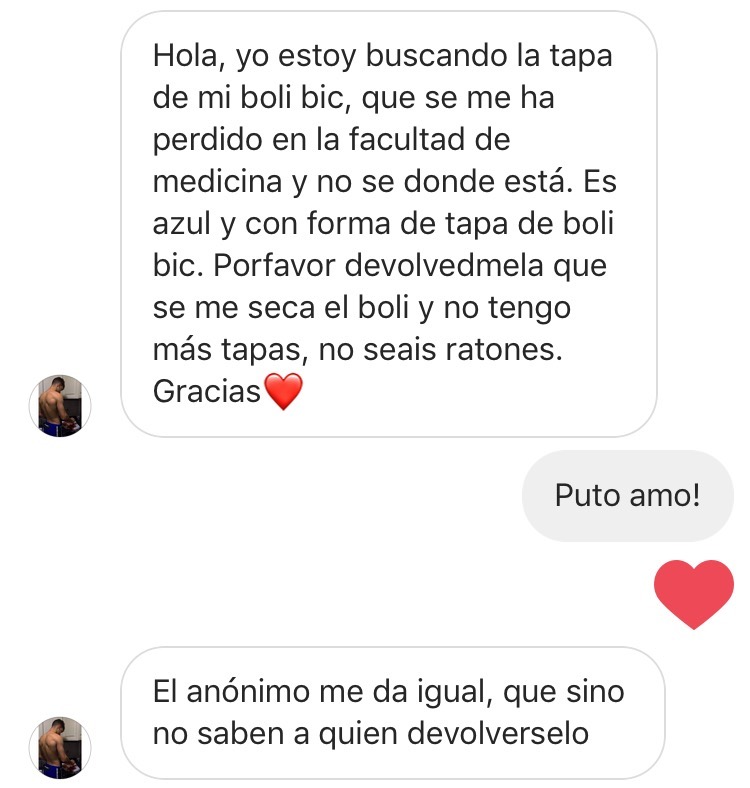 Hola, yo estoy buscando la tapa
de mi boli bic, que se me ha
perdido en la facultad de
medicina y no se donde está. Es
azul y con forma de tapa de boli
bic. Porfavor devolvedmela que
se me seca el boli y no tengo
más tapas, no seais ratones.
Gracias❤️
Puto amo!
El anónimo me da igual, que sino
no saben a quien devolverselo